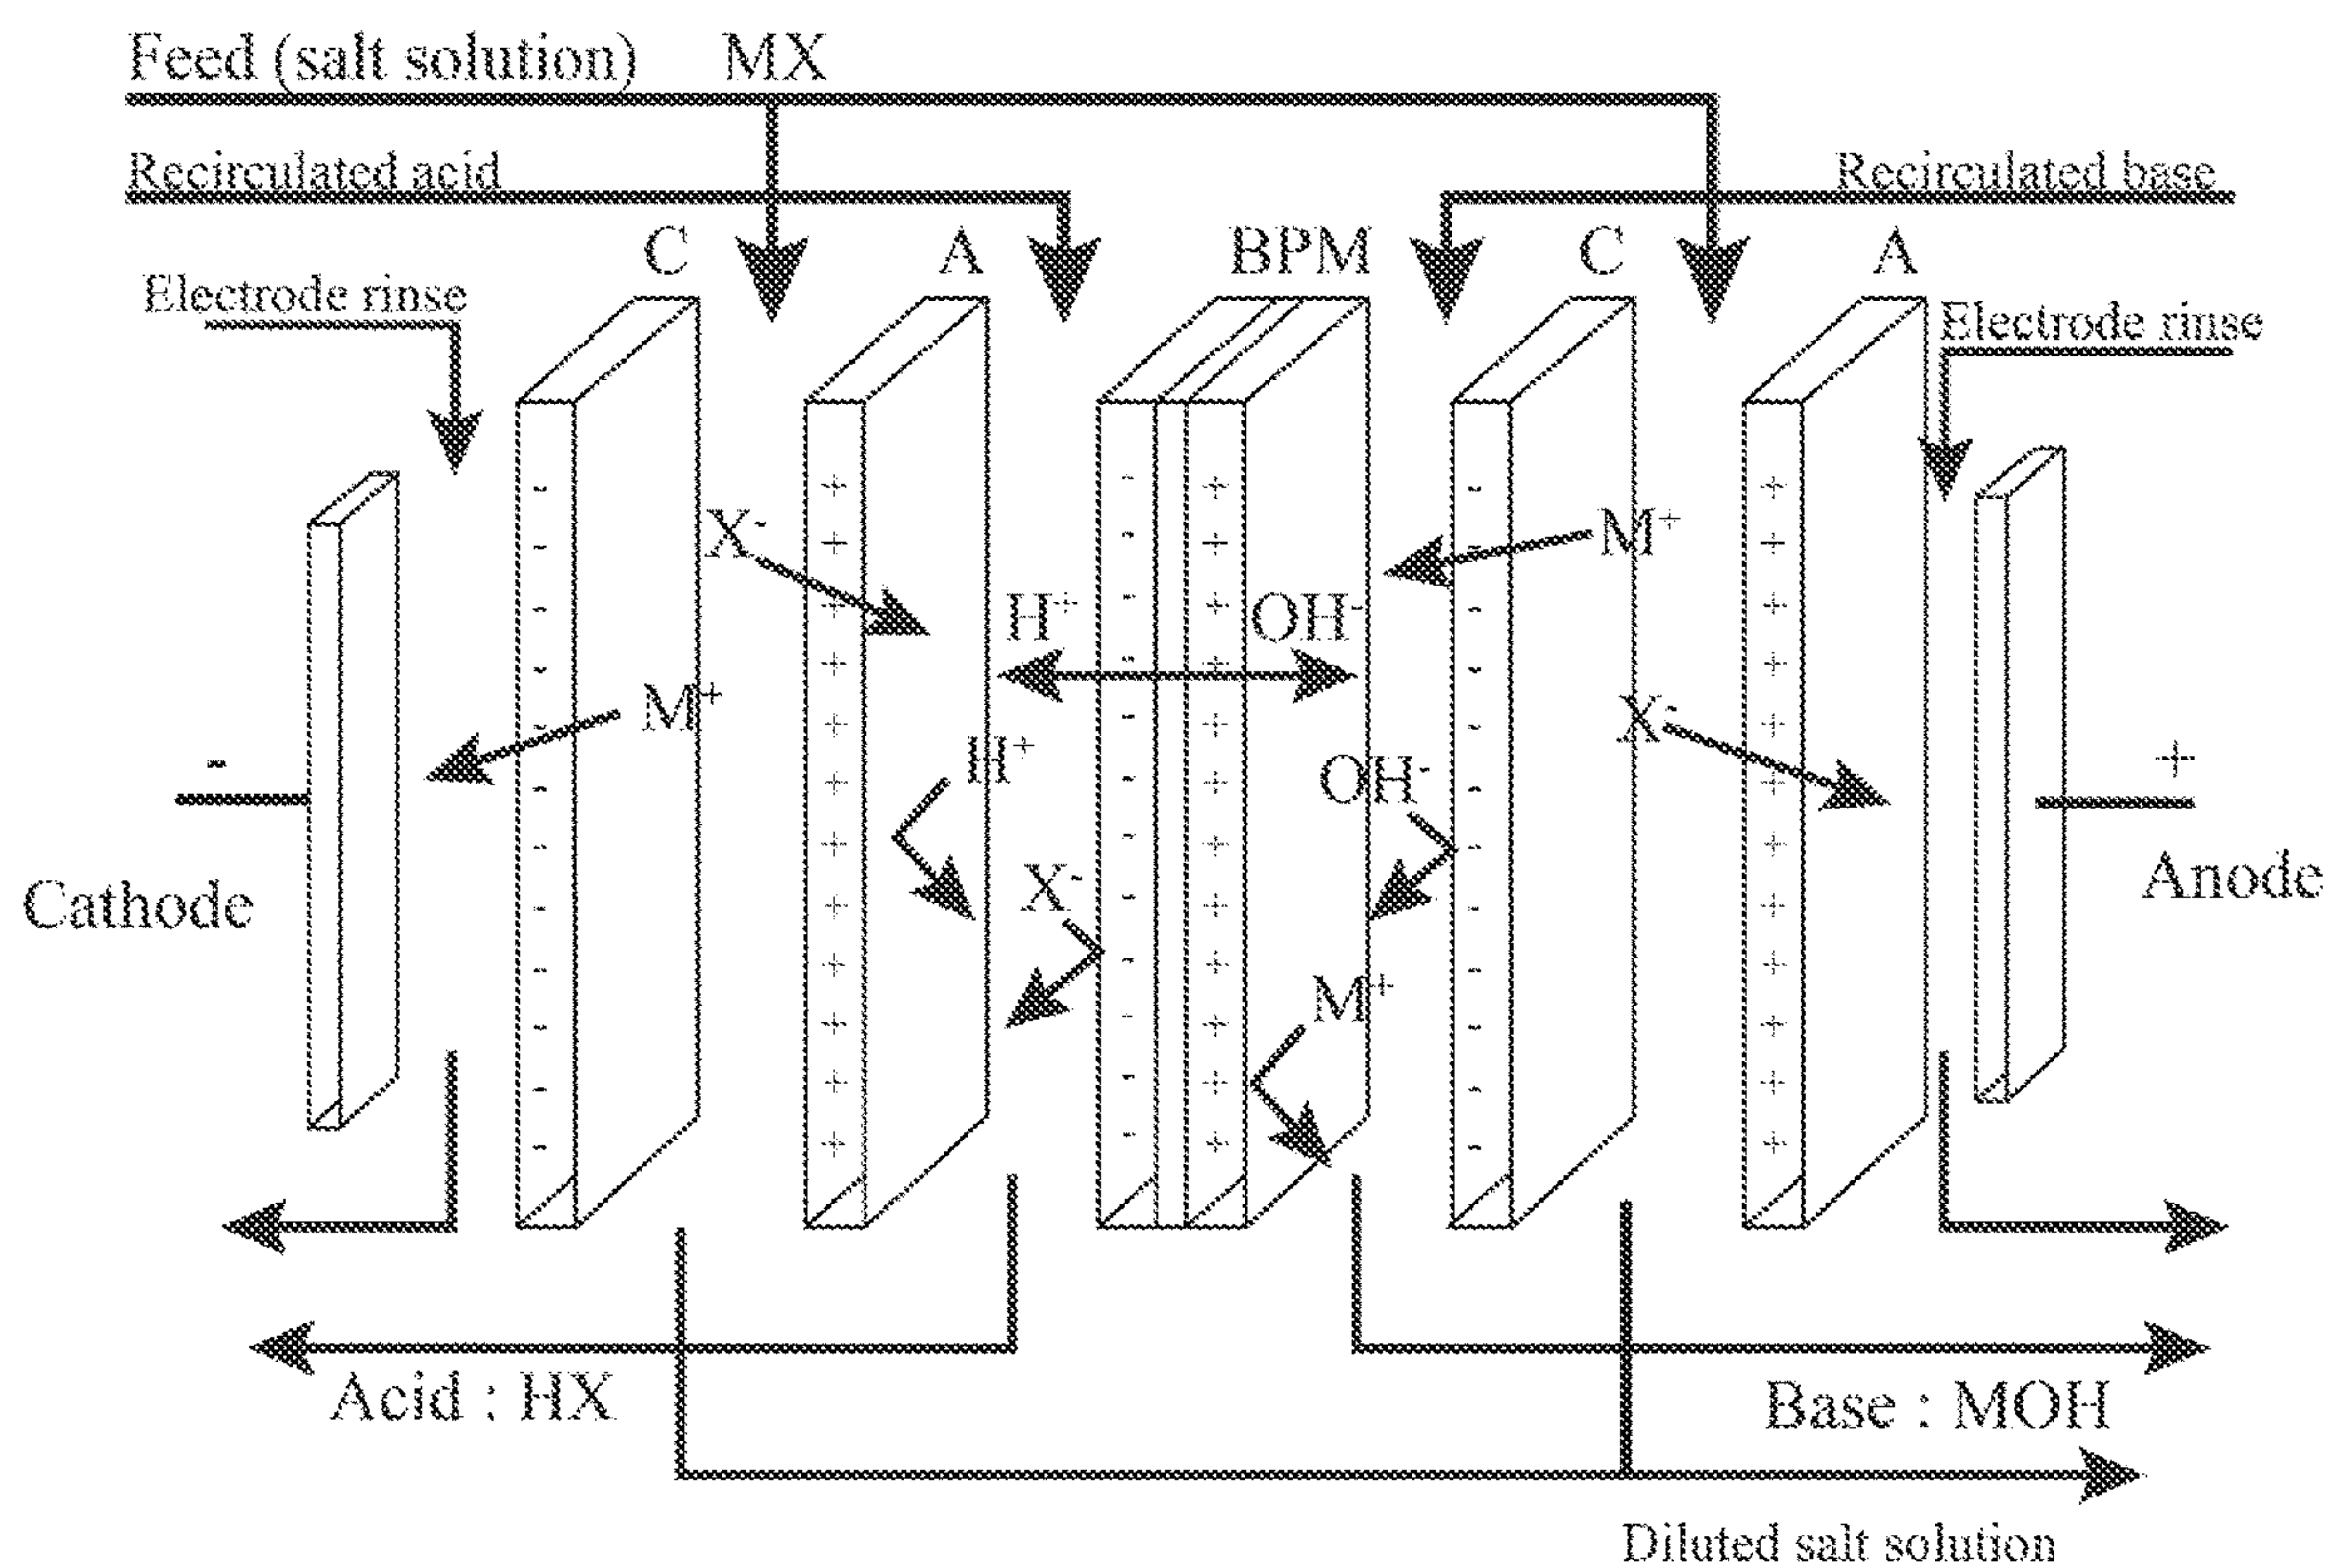 Feed (salt solution) MX
Recirculated acid
Recirculated base
C
A
BPM
C
A
Electrode rinse
Electrode rinse
X-
M+
H+
OH-
M+
X-
H+
OH-
-
+
Cathode
X-
Anode
M+
Acid : HX
Base : MOH
Diluted salt solution